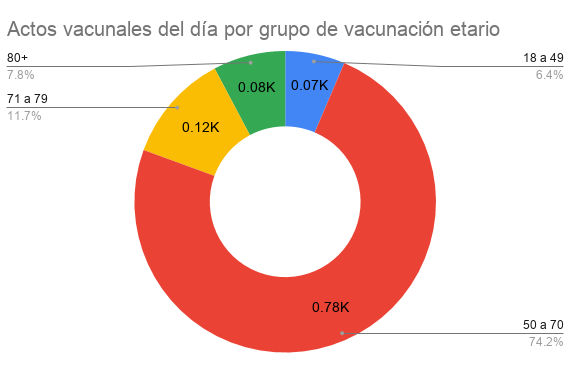 Actos vacunales del día por grupo de vacunación etario
80+
7.8%
18 a 49
6.4%
71 a 79
11.7%
0.08K
0.07K
0.12K
0.78K
50 a 70
74.2%